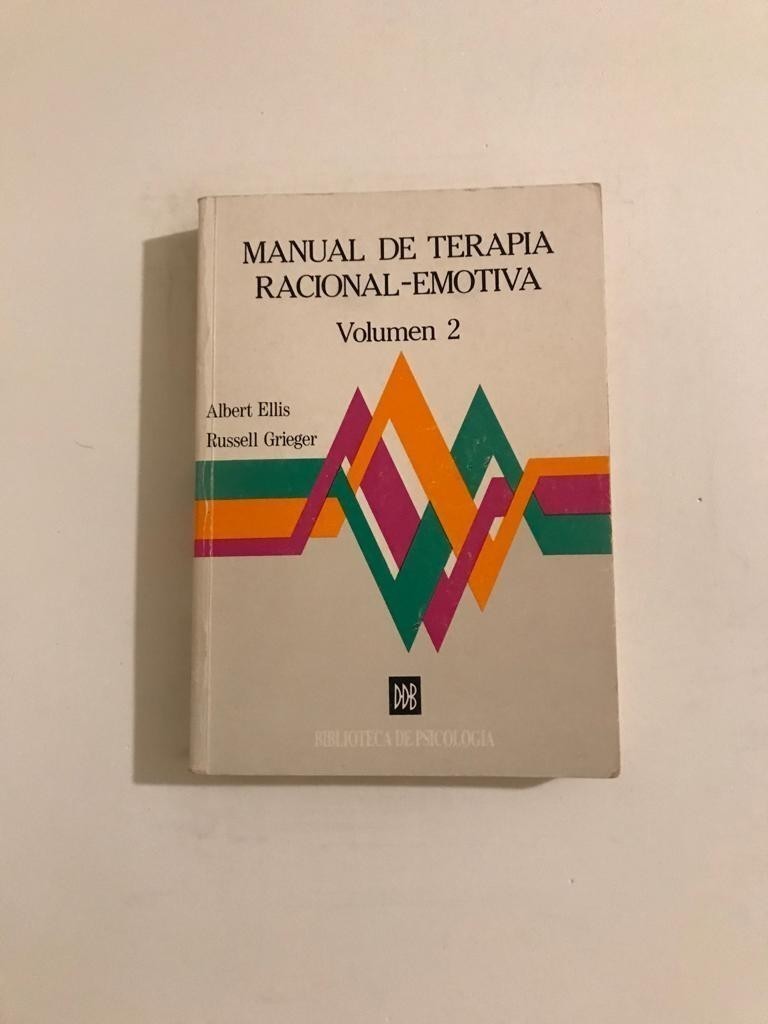 MANUAL DE TERAPIA
RACIONAL-EMOTIVA
Volumen 2
Albert Ellis
Russell Grieger
DDB
BIBLIOTECA DE PSICOLOGIA